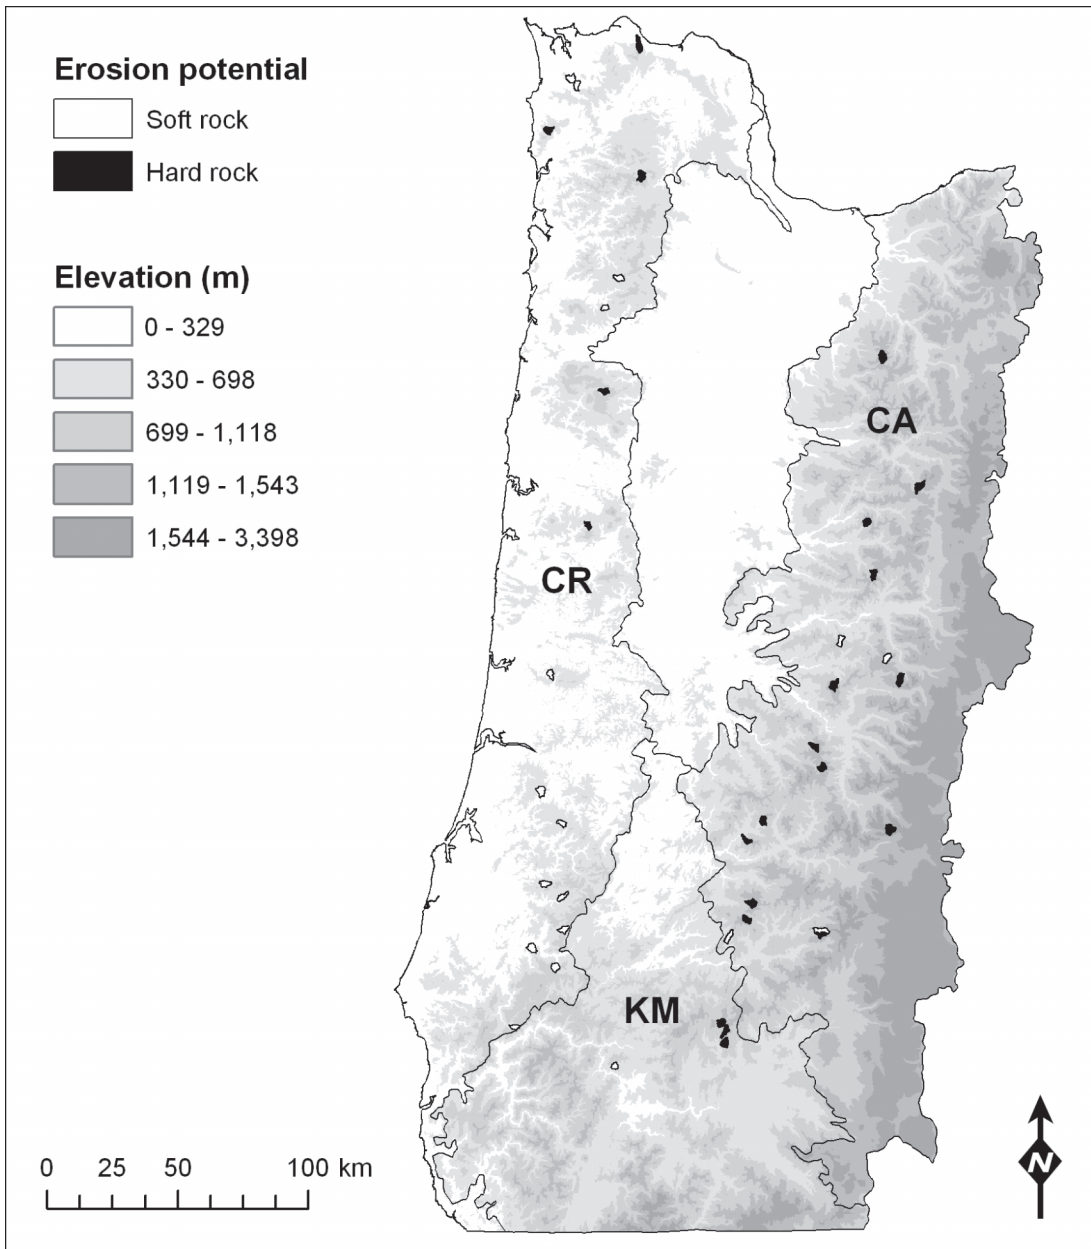 Erosion potential
Soft rock
Hard rock
Elevation (m)
0 - 329
330 - 698
699 - 1,118
1,119 - 1,543
1,544 - 3,398
CA
CR
KM
0 25 50 100 km
N